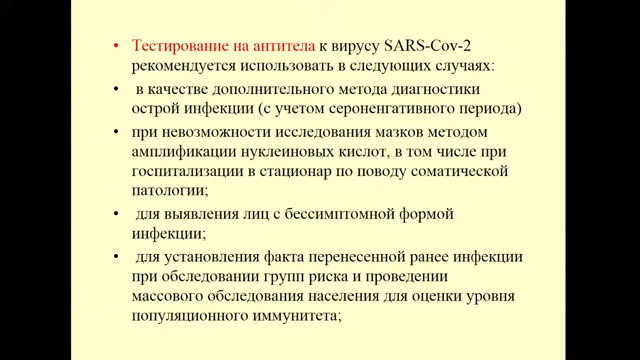 • Тестирование на антитела к вирусу SARS-Cov-2
рекомендуется использовать в следующих случаях:
• в качестве дополнительного метода диагностики
острой инфекции (с учетом сероненгативного периода)
• при невозможности исследования мазков методом
амплификации нуклеиновых кислот, в том числе при
госпитализации в стационар по поводу соматической
патологии;
• для выявления лиц с бессимптомной формой
инфекции;
• для установления факта перенесенной ранее инфекции
при обследовании групп риска и проведении
массового обследования населения для оценки уровня
популяционного иммунитета;